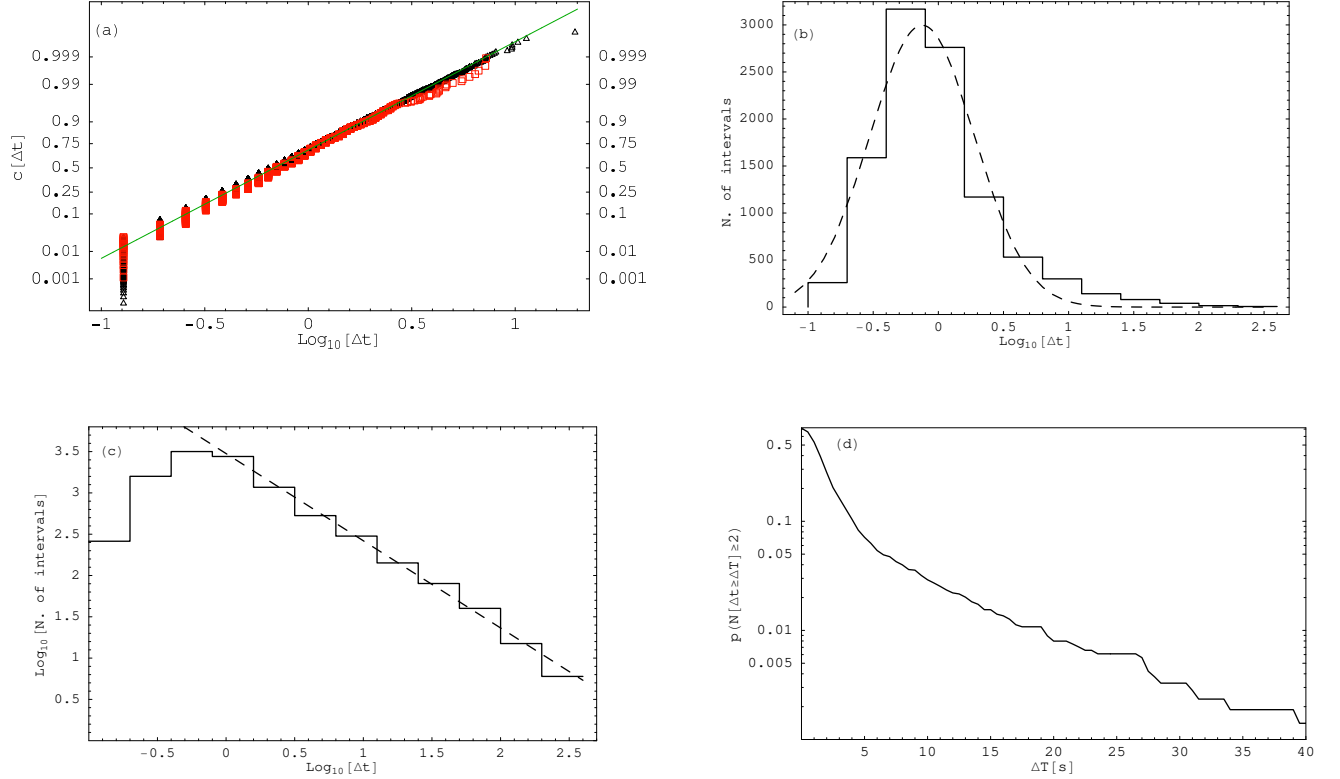 (a)
c[Δt]
0.999
0.99
0.9
0.75
0.5
0.25
0.1
0.01
0.001
0.999
0.99
0.9
0.75
0.5
0.25
0.1
0.01
0.001
-1 -0.5 0 0.5 1
Log10[Δt]
(b)
N. of intervals
3000
2500
2000
1500
1000
500
0
-1 -0.5 0 0.5 1 1.5 2 2.5
Log10[Δt]
(c)
Log10[N. of intervals]
3.5
3
2.5
2
1.5
1
0.5
-0.5 0 0.5 1 1.5 2 2.5
Log10[Δt]
(d)
p(N[Δt≥ΔT]≥2)
0.5
0.1
0.05
0.01
0.005
5 10 15 20 25 30 35 40
ΔT[s]